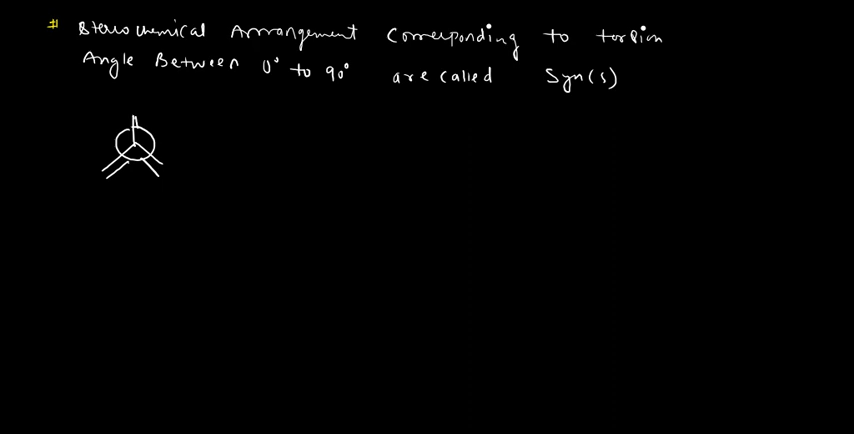 # Stereochemical Arrangement Corresponding to torsion
Angle Between 0° to 90° are called Syn(s)